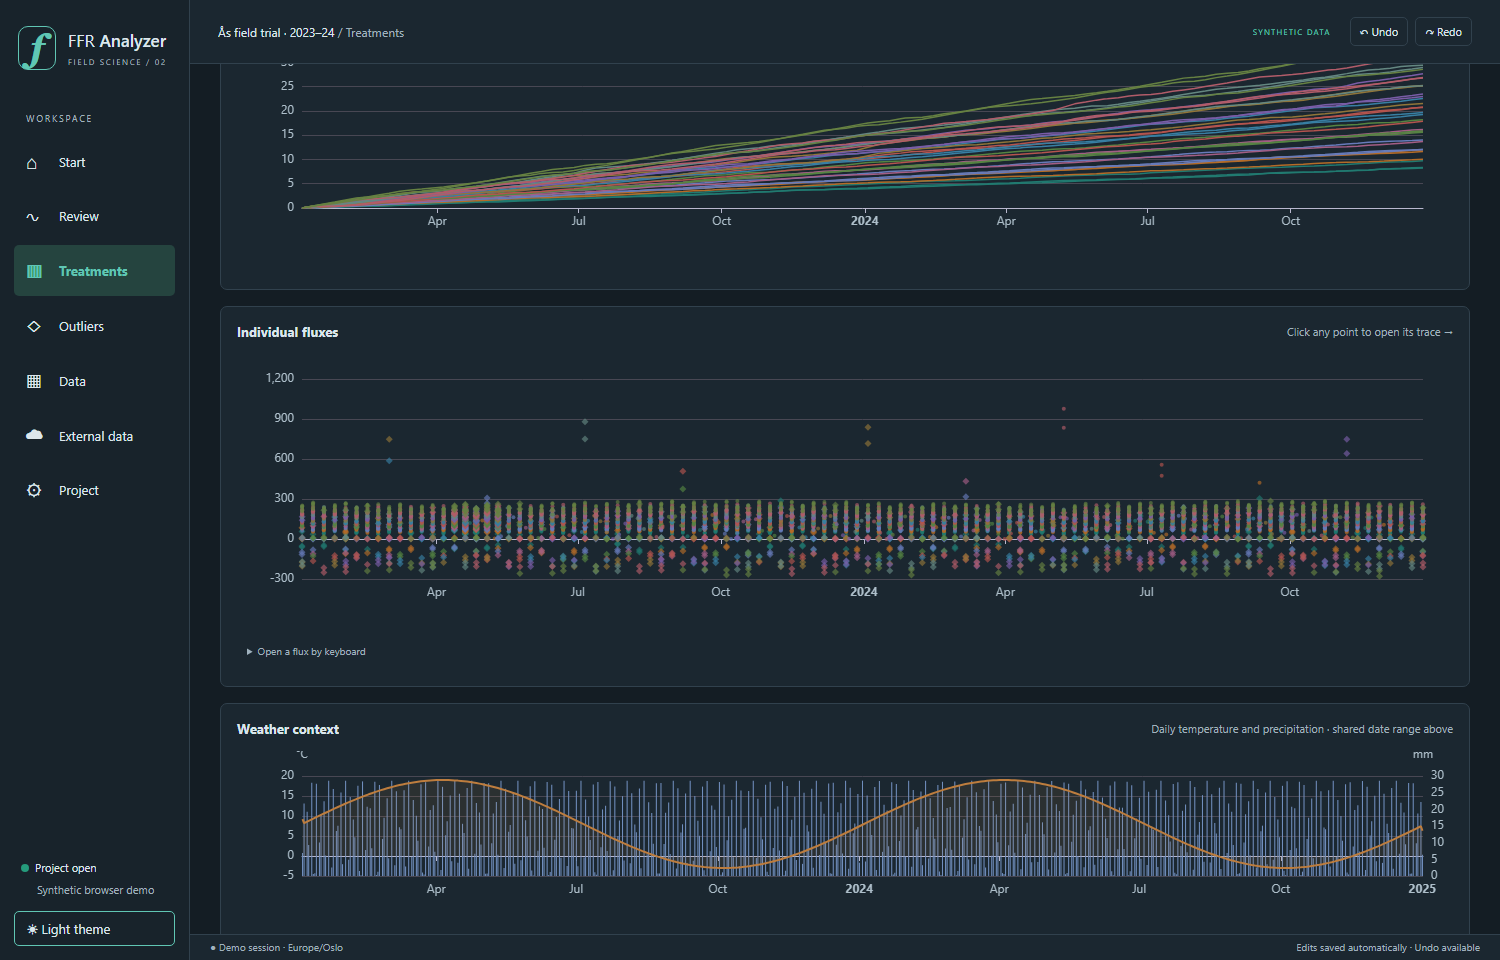 FFR Analyzer
FIELD SCIENCE / 02
WORKSPACE
Start
Review
Treatments
Outliers
Data
External data
Project
Project open
Synthetic browser demo
Light theme
Ås field trial · 2023–24 / Treatments
SYNTHETIC DATA
Undo
Redo
30
25
20
15
10
5
0
Apr
Jul
Oct
2024
Apr
Jul
Oct
Individual fluxes
Click any point to open its trace →
1,200
900
600
300
0
-300
Apr
Jul
Oct
2024
Apr
Jul
Oct
Open a flux by keyboard
Weather context
Daily temperature and precipitation · shared date range above
°C
mm
20
15
10
5
0
-5
30
25
20
15
10
5
0
Apr
Jul
Oct
2024
Apr
Jul
Oct
2025
Demo session · Europe/Oslo
Edits saved automatically · Undo available